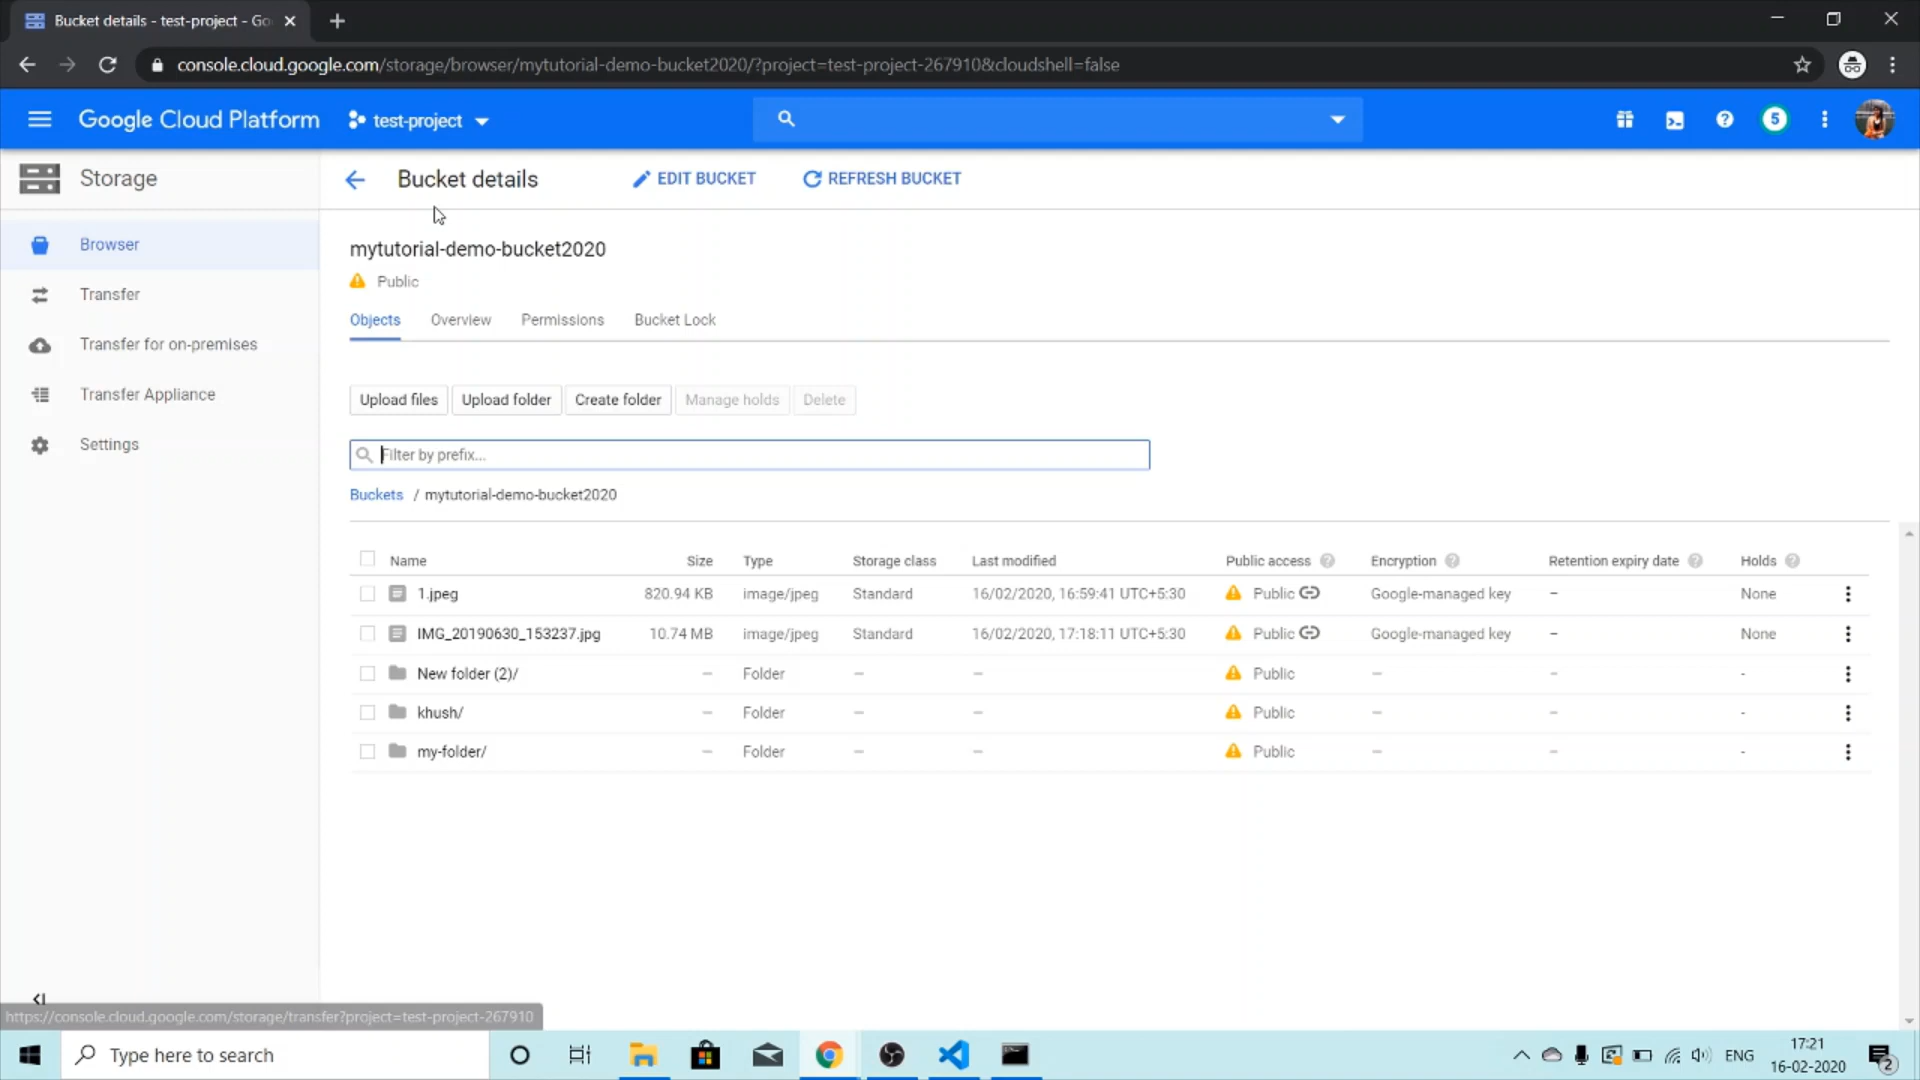 Bucket details - test-project - Go
console.cloud.google.com/storage/browser/mytutorial-demo-bucket2020/?project=test-project-267910&cloudshell=false
Google Cloud Platform
test-project
5
Storage
Bucket details
EDIT BUCKET
REFRESH BUCKET
Browser
Transfer
Transfer for on-premises
Transfer Appliance
Settings
mytutorial-demo-bucket2020
Public
Objects Overview Permissions Bucket Lock
Upload files Upload folder Create folder Manage holds Delete
Filter by prefix...
Buckets / mytutorial-demo-bucket2020
Name Size Type Storage class Last modified Public access Encryption Retention expiry date Holds
1.jpeg 820.94 KB image/jpeg Standard 16/02/2020, 16:59:41 UTC+5:30 Public Google-managed key – None
IMG_20190630_153237.jpg 10.74 MB image/jpeg Standard 16/02/2020, 17:18:11 UTC+5:30 Public Google-managed key – None
New folder (2)/ – Folder – – Public – – -
khush/ – Folder – – Public – – -
my-folder/ – Folder – – Public – – -
https://console.cloud.google.com/storage/transfer?project=test-project-267910
Type here to search
ENG
17:21
16-02-2020
2